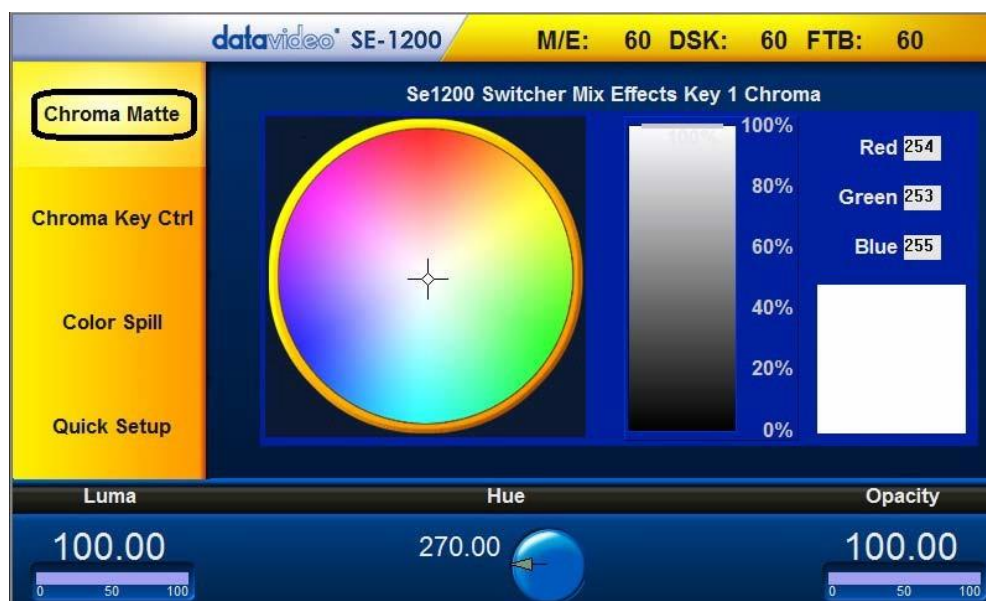 datavideo SE-1200 M/E: 60 DSK: 60 FTB: 60
Chroma Matte
Chroma Key Ctrl
Color Spill
Quick Setup
Se1200 Switcher Mix Effects Key 1 Chroma
100%
100%
80%
60%
40%
20%
0%
Red 254
Green 253
Blue 255
Luma Hue Opacity
100.00 270.00 100.00
0 50 100 0 50 100